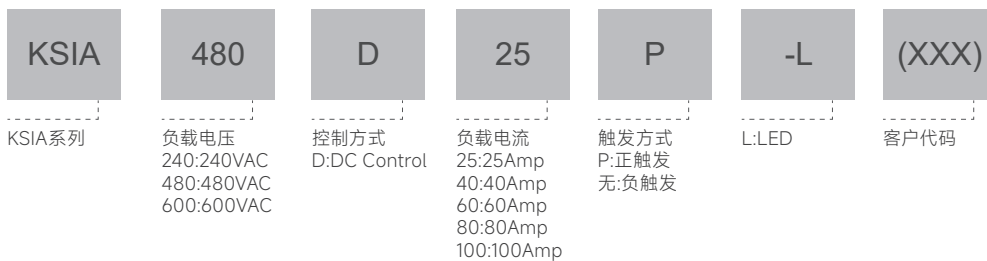 KSIA 480 D 25 P -L (XXX)
KSIA系列
负载电压
240:240VAC
480:480VAC
600:600VAC
控制方式
D:DC Control
负载电流
25:25Amp
40:40Amp
60:60Amp
80:80Amp
100:100Amp
触发方式
P:正触发
无:负触发
L:LED
客户代码